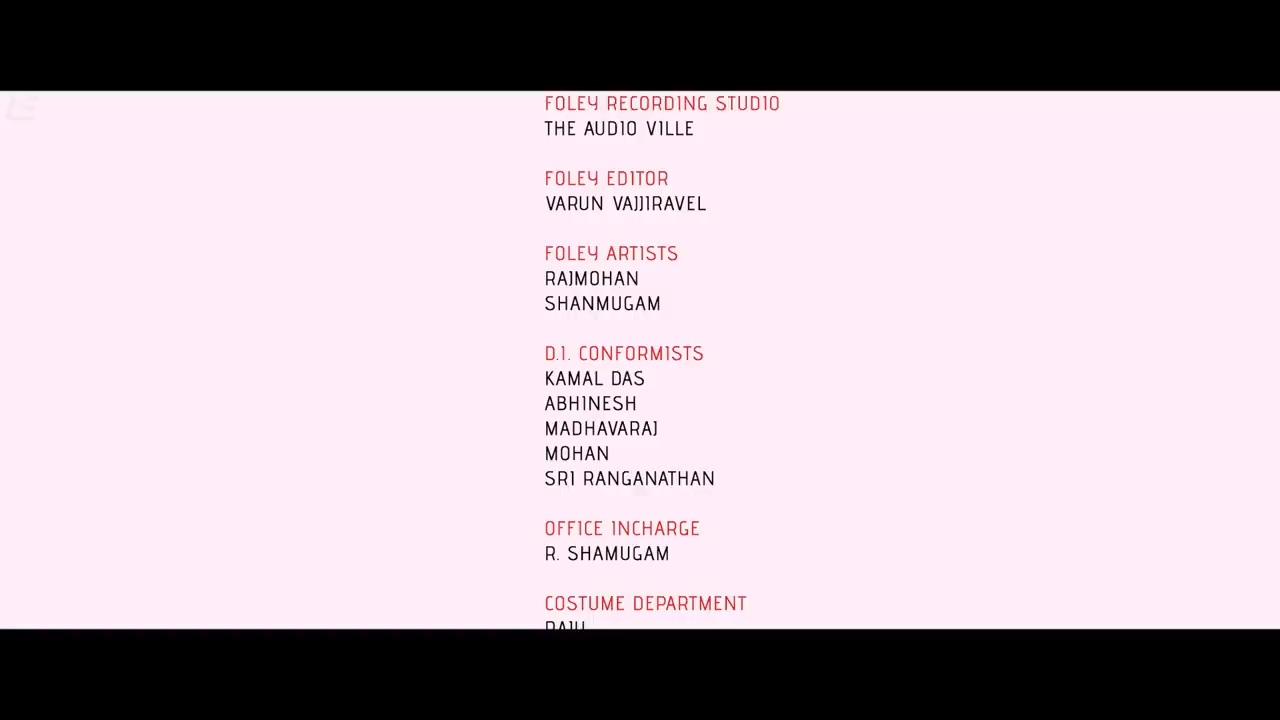 FOLEY RECORDING STUDIO
THE AUDIO VILLE
FOLEY EDITOR
VARUN VAJJIRAVEL
FOLEY ARTISTS
RAJMOHAN
SHANMUGAM
D.I. CONFORMISTS
KAMAL DAS
ABHINESH
MADHAVARAJ
MOHAN
SRI RANGANATHAN
OFFICE INCHARGE
R. SHAMUGAM
COSTUME DEPARTMENT